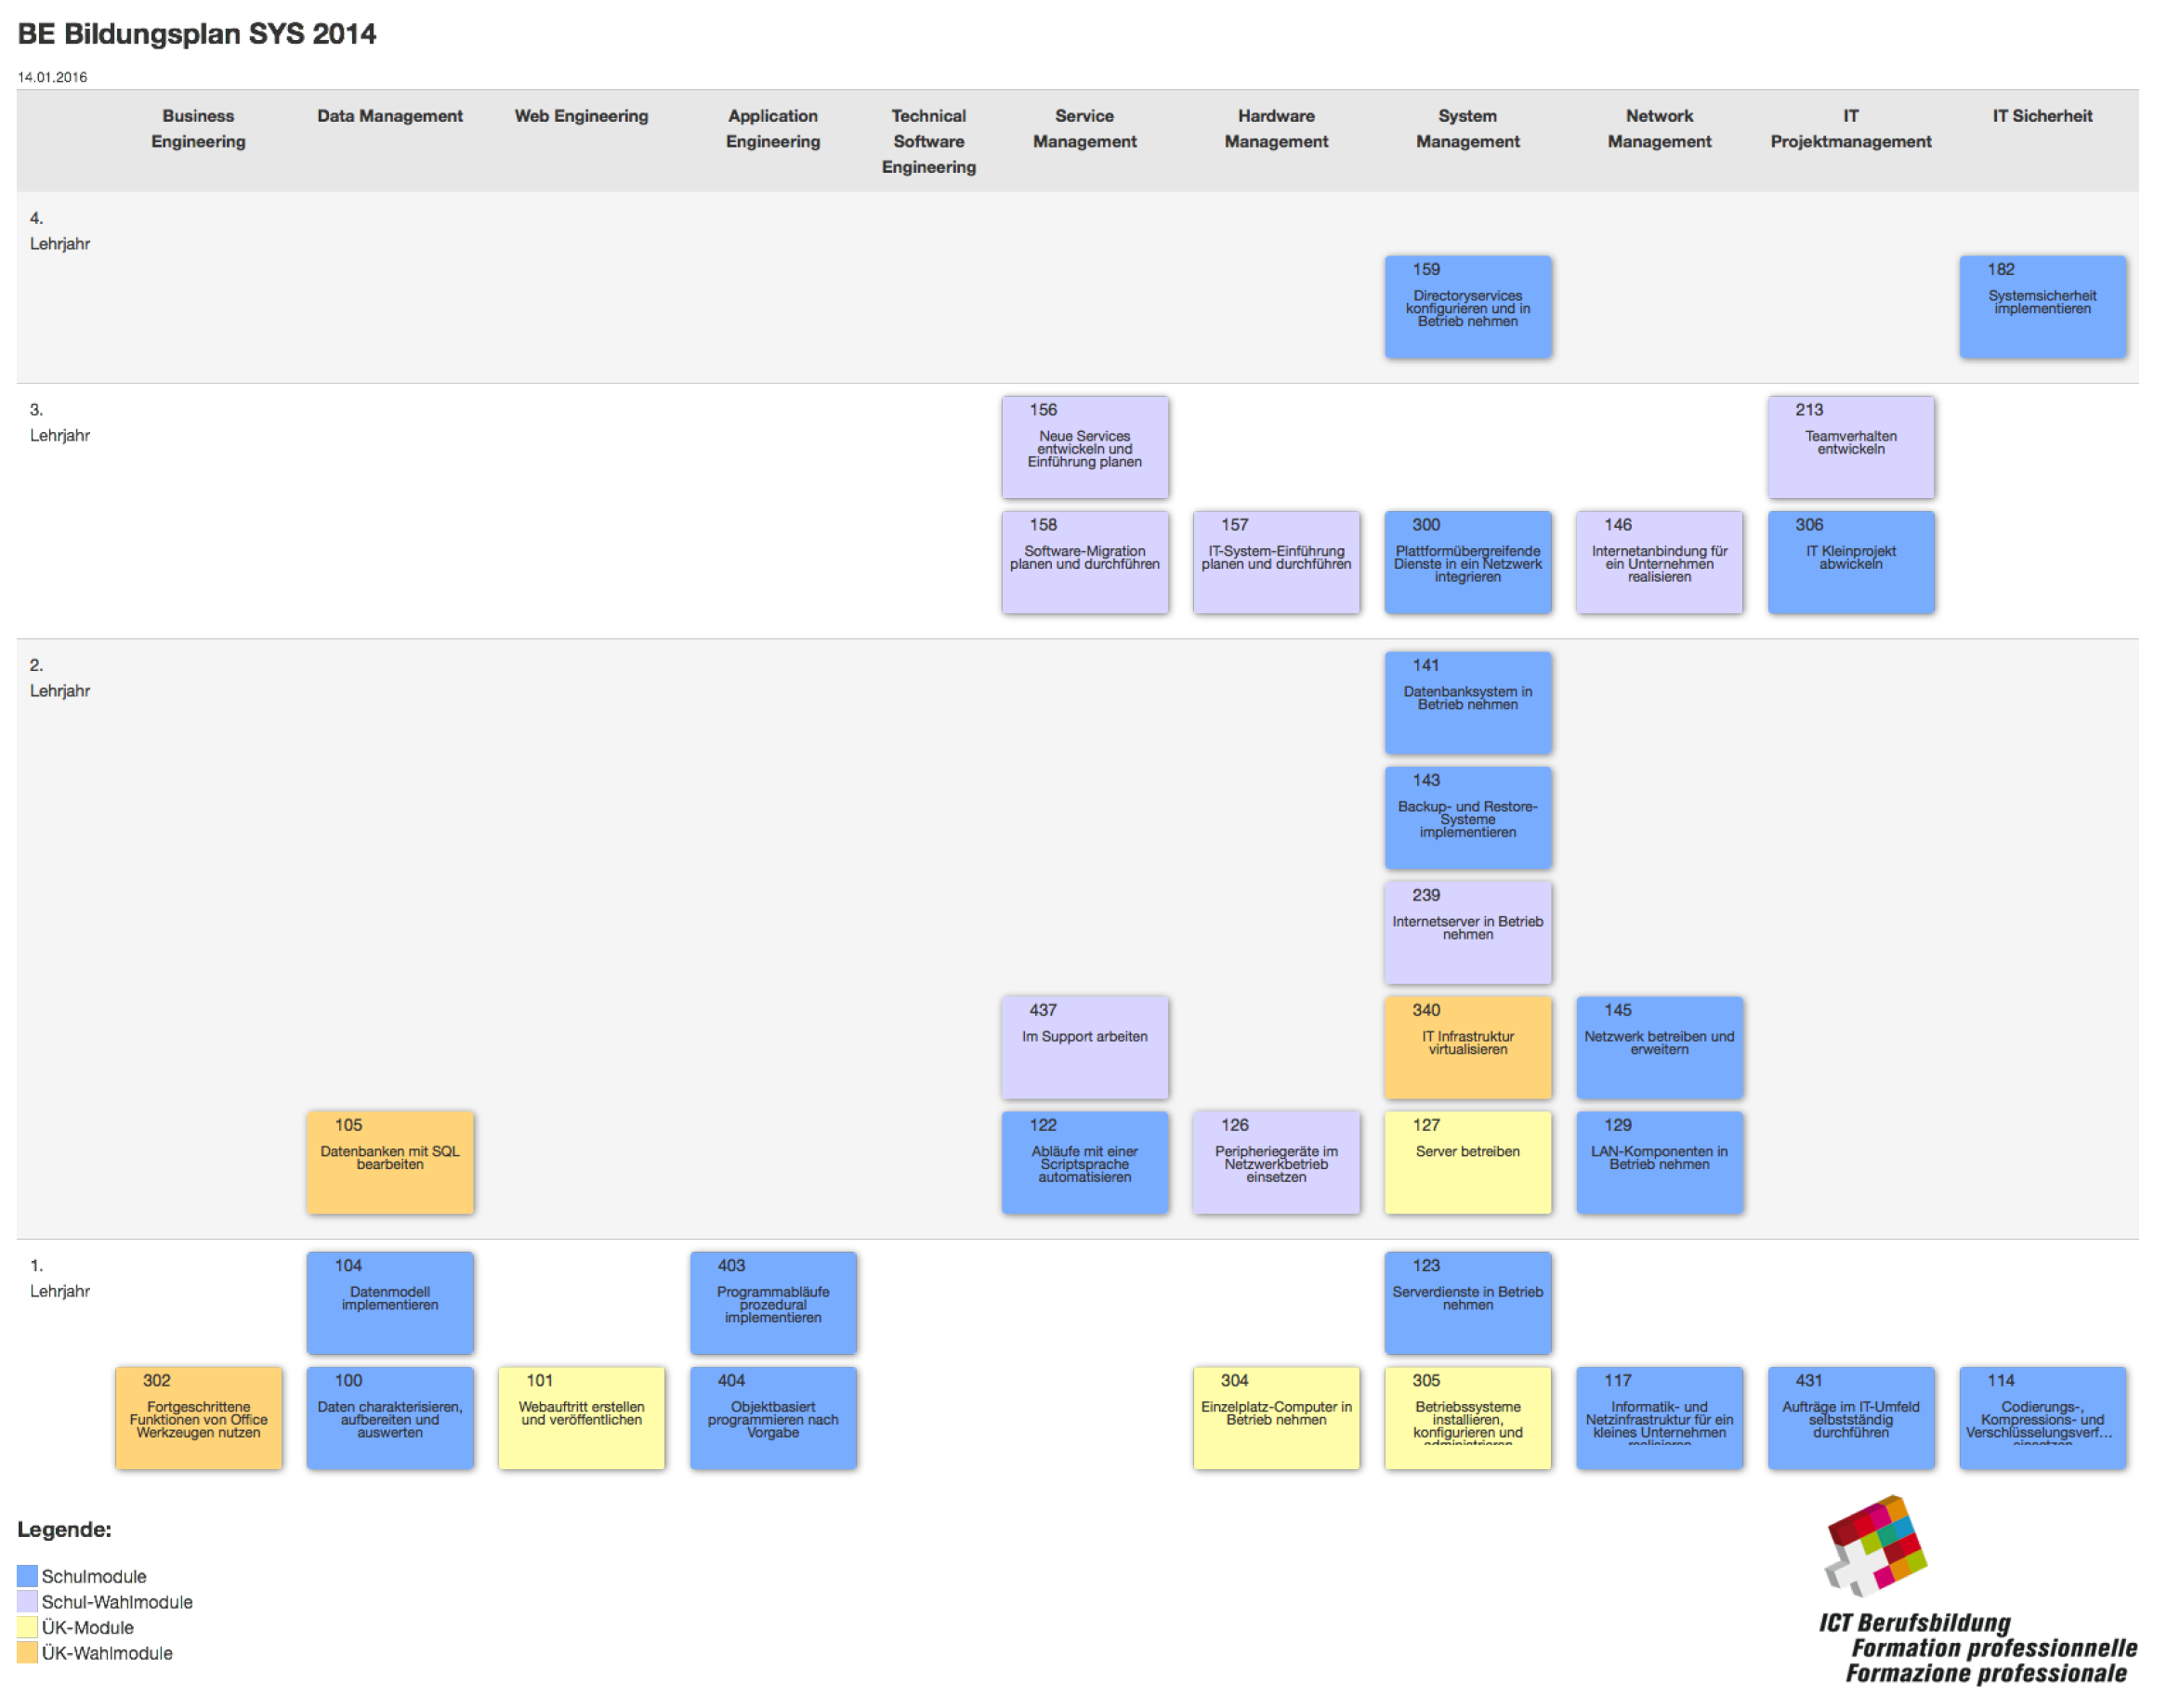 BE Bildungsplan SYS 2014
14.01.2016
Business
Engineering
Data Management
Web Engineering
Application
Engineering
Technical
Software
Engineering
Service
Management
Hardware
Management
System
Management
Network
Management
IT
Projektmanagement
IT Sicherheit
4.
Lehrjahr
159
Directoryservices
konfigurieren und in
Betrieb nehmen
182
Systemsicherheit
implementieren
3.
Lehrjahr
156
Neue Services
entwickeln und
Einführung planen
213
Teamverhalten
entwickeln
158
Software-Migration
planen und durchführen
157
IT-System-Einführung
planen und durchführen
300
Plattformübergreifende
Dienste in ein Netzwerk
integrieren
146
Internetanbindung für
ein Unternehmen
realisieren
306
IT Kleinprojekt
abwickeln
2.
Lehrjahr
141
Datenbanksystem in
Betrieb nehmen
143
Backup- und Restore-
Systeme
implementieren
239
Internetserver in Betrieb
nehmen
437
Im Support arbeiten
340
IT Infrastruktur
virtualisieren
145
Netzwerk betreiben und
erweitern
105
Datenbanken mit SQL
bearbeiten
122
Abläufe mit einer
Scriptsprache
automatisieren
126
Peripheriegeräte im
Netzwerkbetrieb
einsetzen
127
Server betreiben
129
LAN-Komponenten in
Betrieb nehmen
1.
Lehrjahr
104
Datenmodell
implementieren
403
Programmabläufe
prozedural
implementieren
123
Serverdienste in Betrieb
nehmen
302
Fortgeschrittene
Funktionen von Office
Werkzeugen nutzen
100
Daten charakterisieren,
aufbereiten und
auswerten
101
Webauftritt erstellen
und veröffentlichen
404
Objektbasiert
programmieren nach
Vorgabe
304
Einzelplatz-Computer in
Betrieb nehmen
305
Betriebssysteme
installieren,
konfigurieren und
administrieren
117
Informatik- und
Netzinfrastruktur für ein
kleines Unternehmen
realisieren
431
Aufträge im IT-Umfeld
selbstständig
durchführen
114
Codierungs-,
Kompressions- und
Verschlüsselungsverf...
einsetzen
Legende:
Schulmodule
Schul-Wahlmodule
ÜK-Module
ÜK-Wahlmodule
ICT Berufsbildung
Formation professionnelle
Formazione professionale